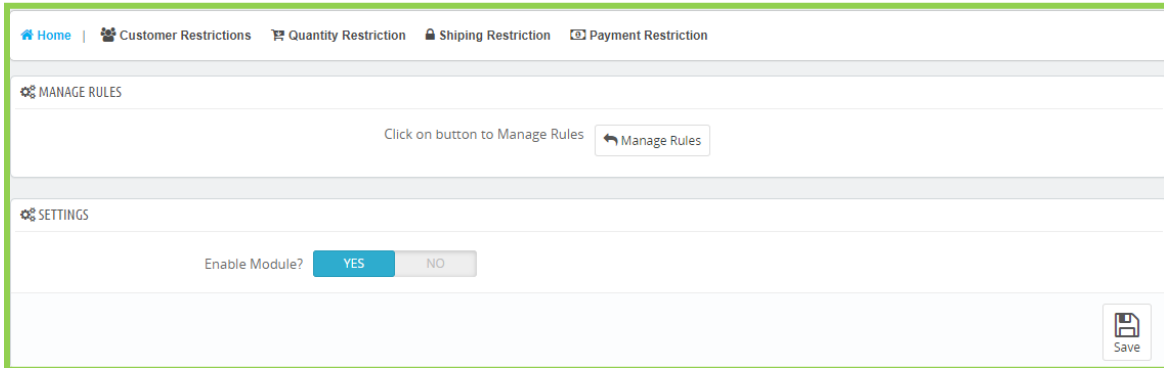 Home | Customer Restrictions Quantity Restriction Shiping Restriction Payment Restriction
MANAGE RULES
Click on button to Manage Rules Manage Rules
SETTINGS
Enable Module? YES NO
Save